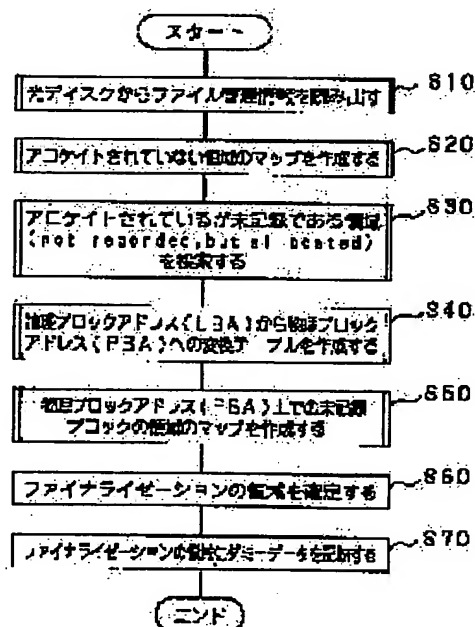 スタート
光ディスクからファイル管理情報を読み出す
S10
アロケイトされていない領域のマップを作成する
S20
アロケイトされているが未記録である領域
(not recorded,but allocated)
を検索する
S30
論理ブロックアドレス(LBA)から物理ブロック
アドレス(PBA)への変換テーブルを作成する
S40
物理ブロックアドレス(PBA)上での未記録
ブロックの領域のマップを作成する
S50
ファイナライゼーションの領域を確定する
S60
ファイナライゼーションの領域にダミーデータを記録する
S70
エンド